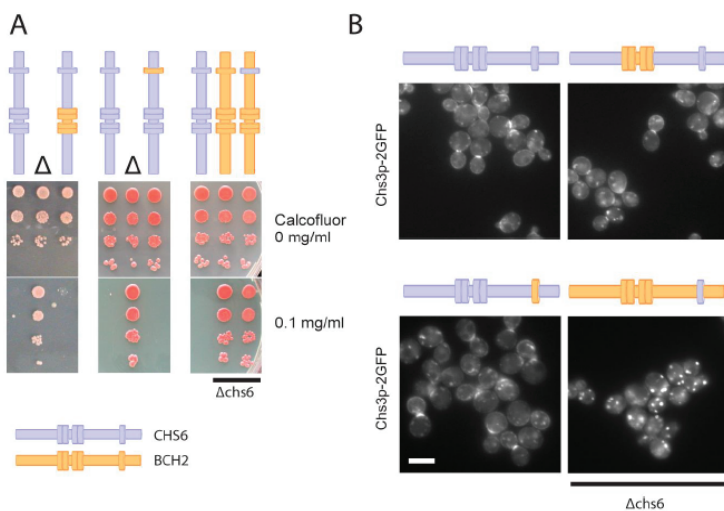 A
B
Δ
Δ
Calcofluor
0 mg/ml
0.1 mg/ml
Δchs6
CHS6
BCH2
Chs3p-2GFP
Chs3p-2GFP
Δchs6